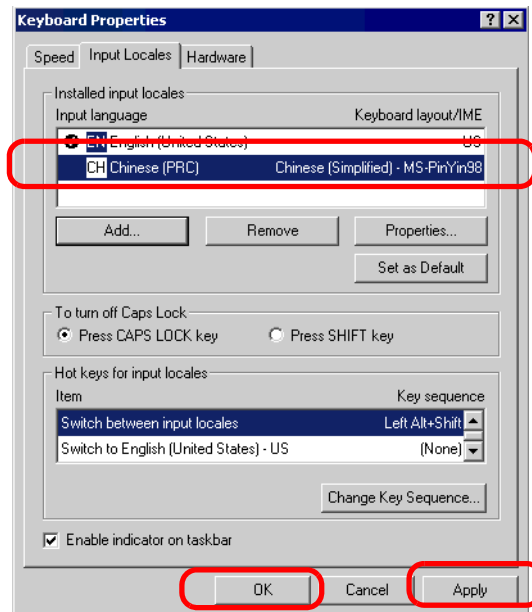 Keyboard Properties
Speed Input Locales Hardware
Installed input locales
Input language Keyboard layout/IME
EN English (United States) US
CH Chinese (PRC) Chinese (Simplified) - MS-PinYin98
Add... Remove Properties...
Set as Default
To turn off Caps Lock
Press CAPS LOCK key Press SHIFT key
Hot keys for input locales
Item Key sequence
Switch between input locales Left Alt+Shift
Switch to English (United States) - US (None)
Change Key Sequence...
Enable indicator on taskbar
OK Cancel Apply